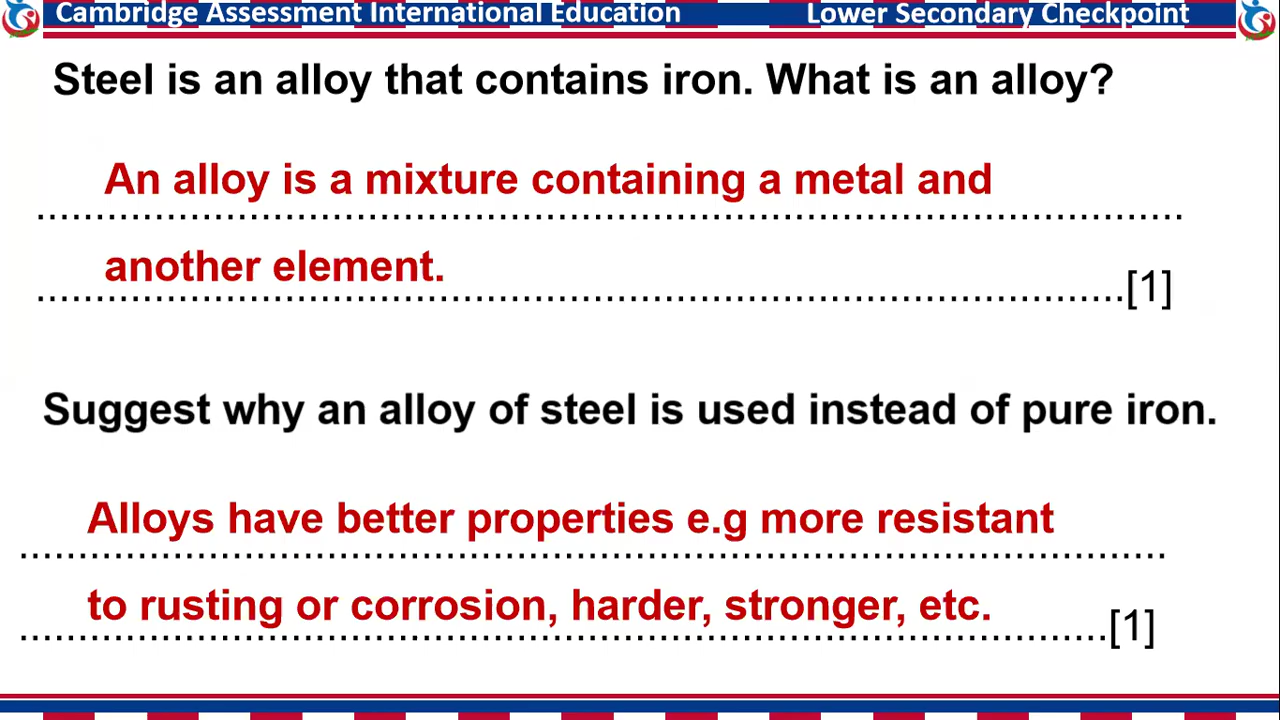 Cambridge Assessment International Education Lower Secondary Checkpoint
Steel is an alloy that contains iron. What is an alloy?
An alloy is a mixture containing a metal and
another element.
[1]
Suggest why an alloy of steel is used instead of pure iron.
Alloys have better properties e.g more resistant
to rusting or corrosion, harder, stronger, etc.
[1]